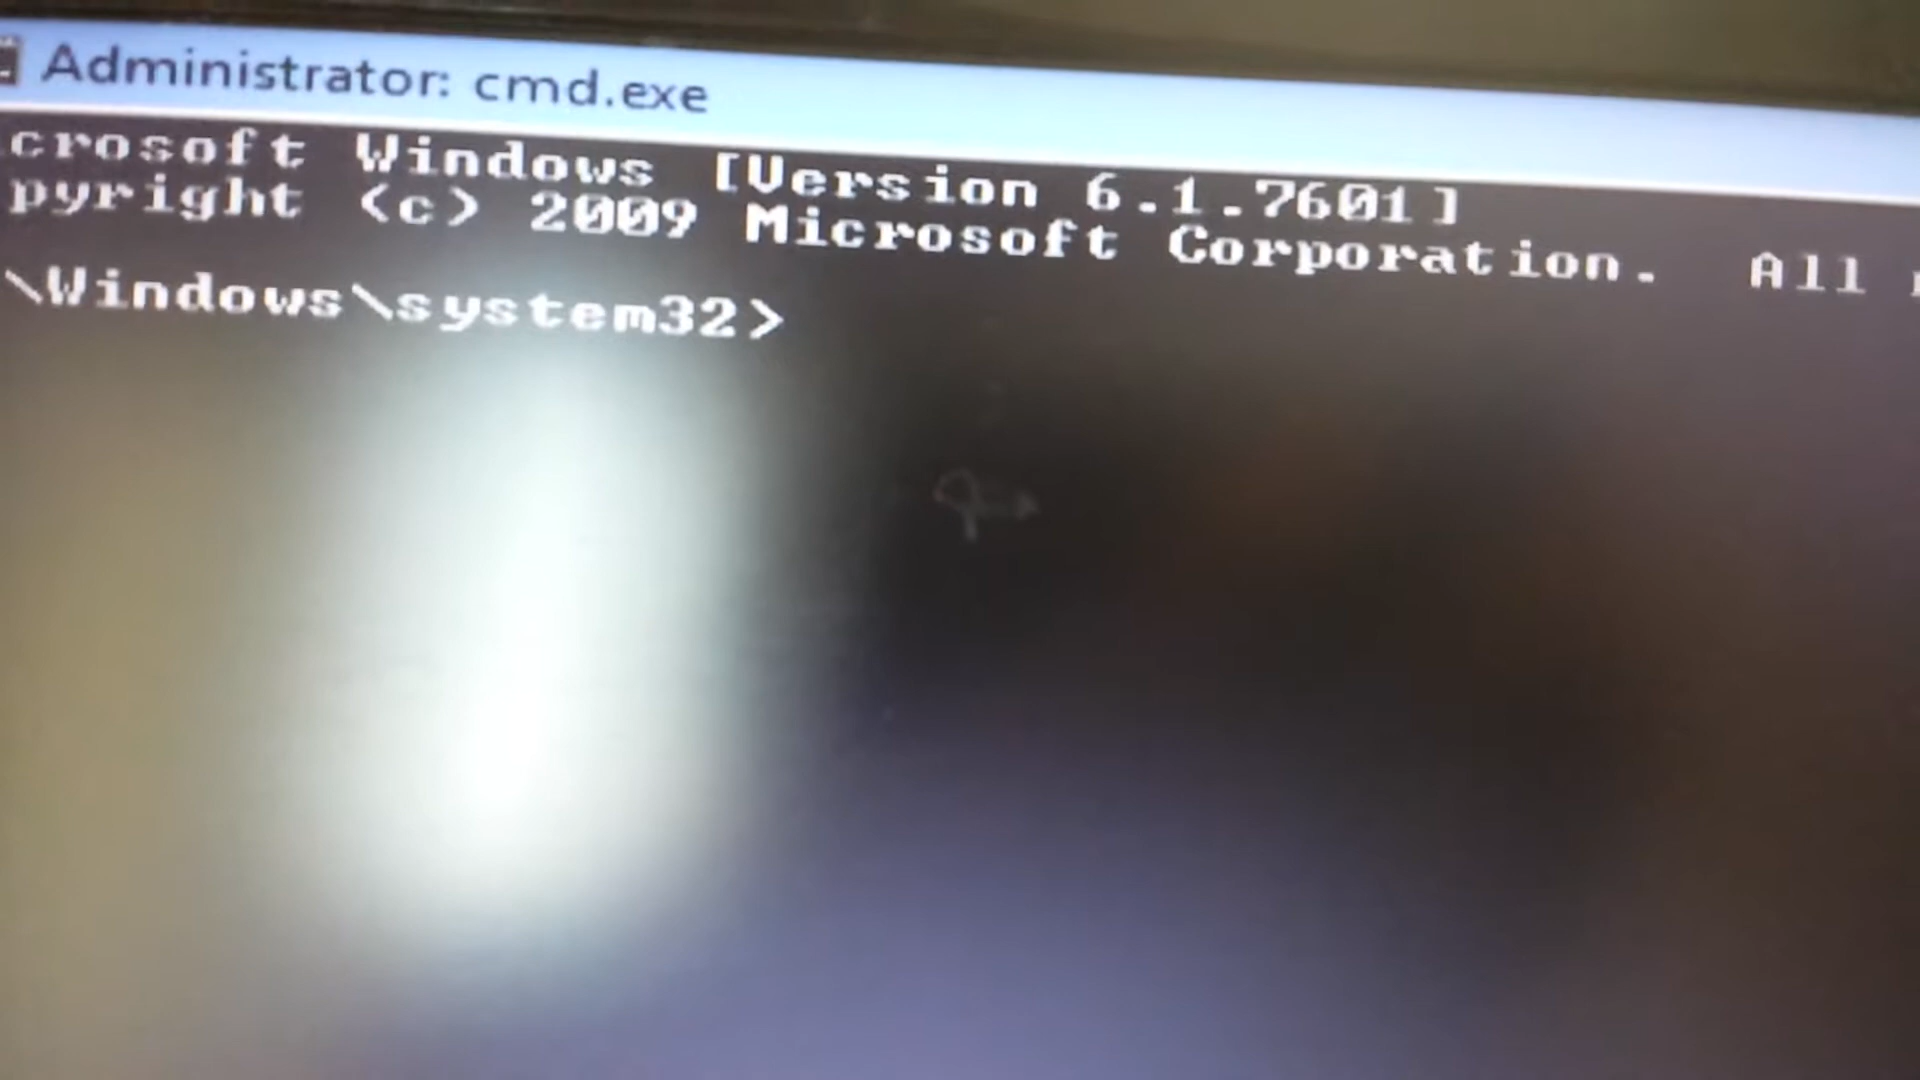 Administrator: cmd.exe
crosoft Windows [Version 6.1.7601]
pyright (c) 2009 Microsoft Corporation. All
\Windows\system32>